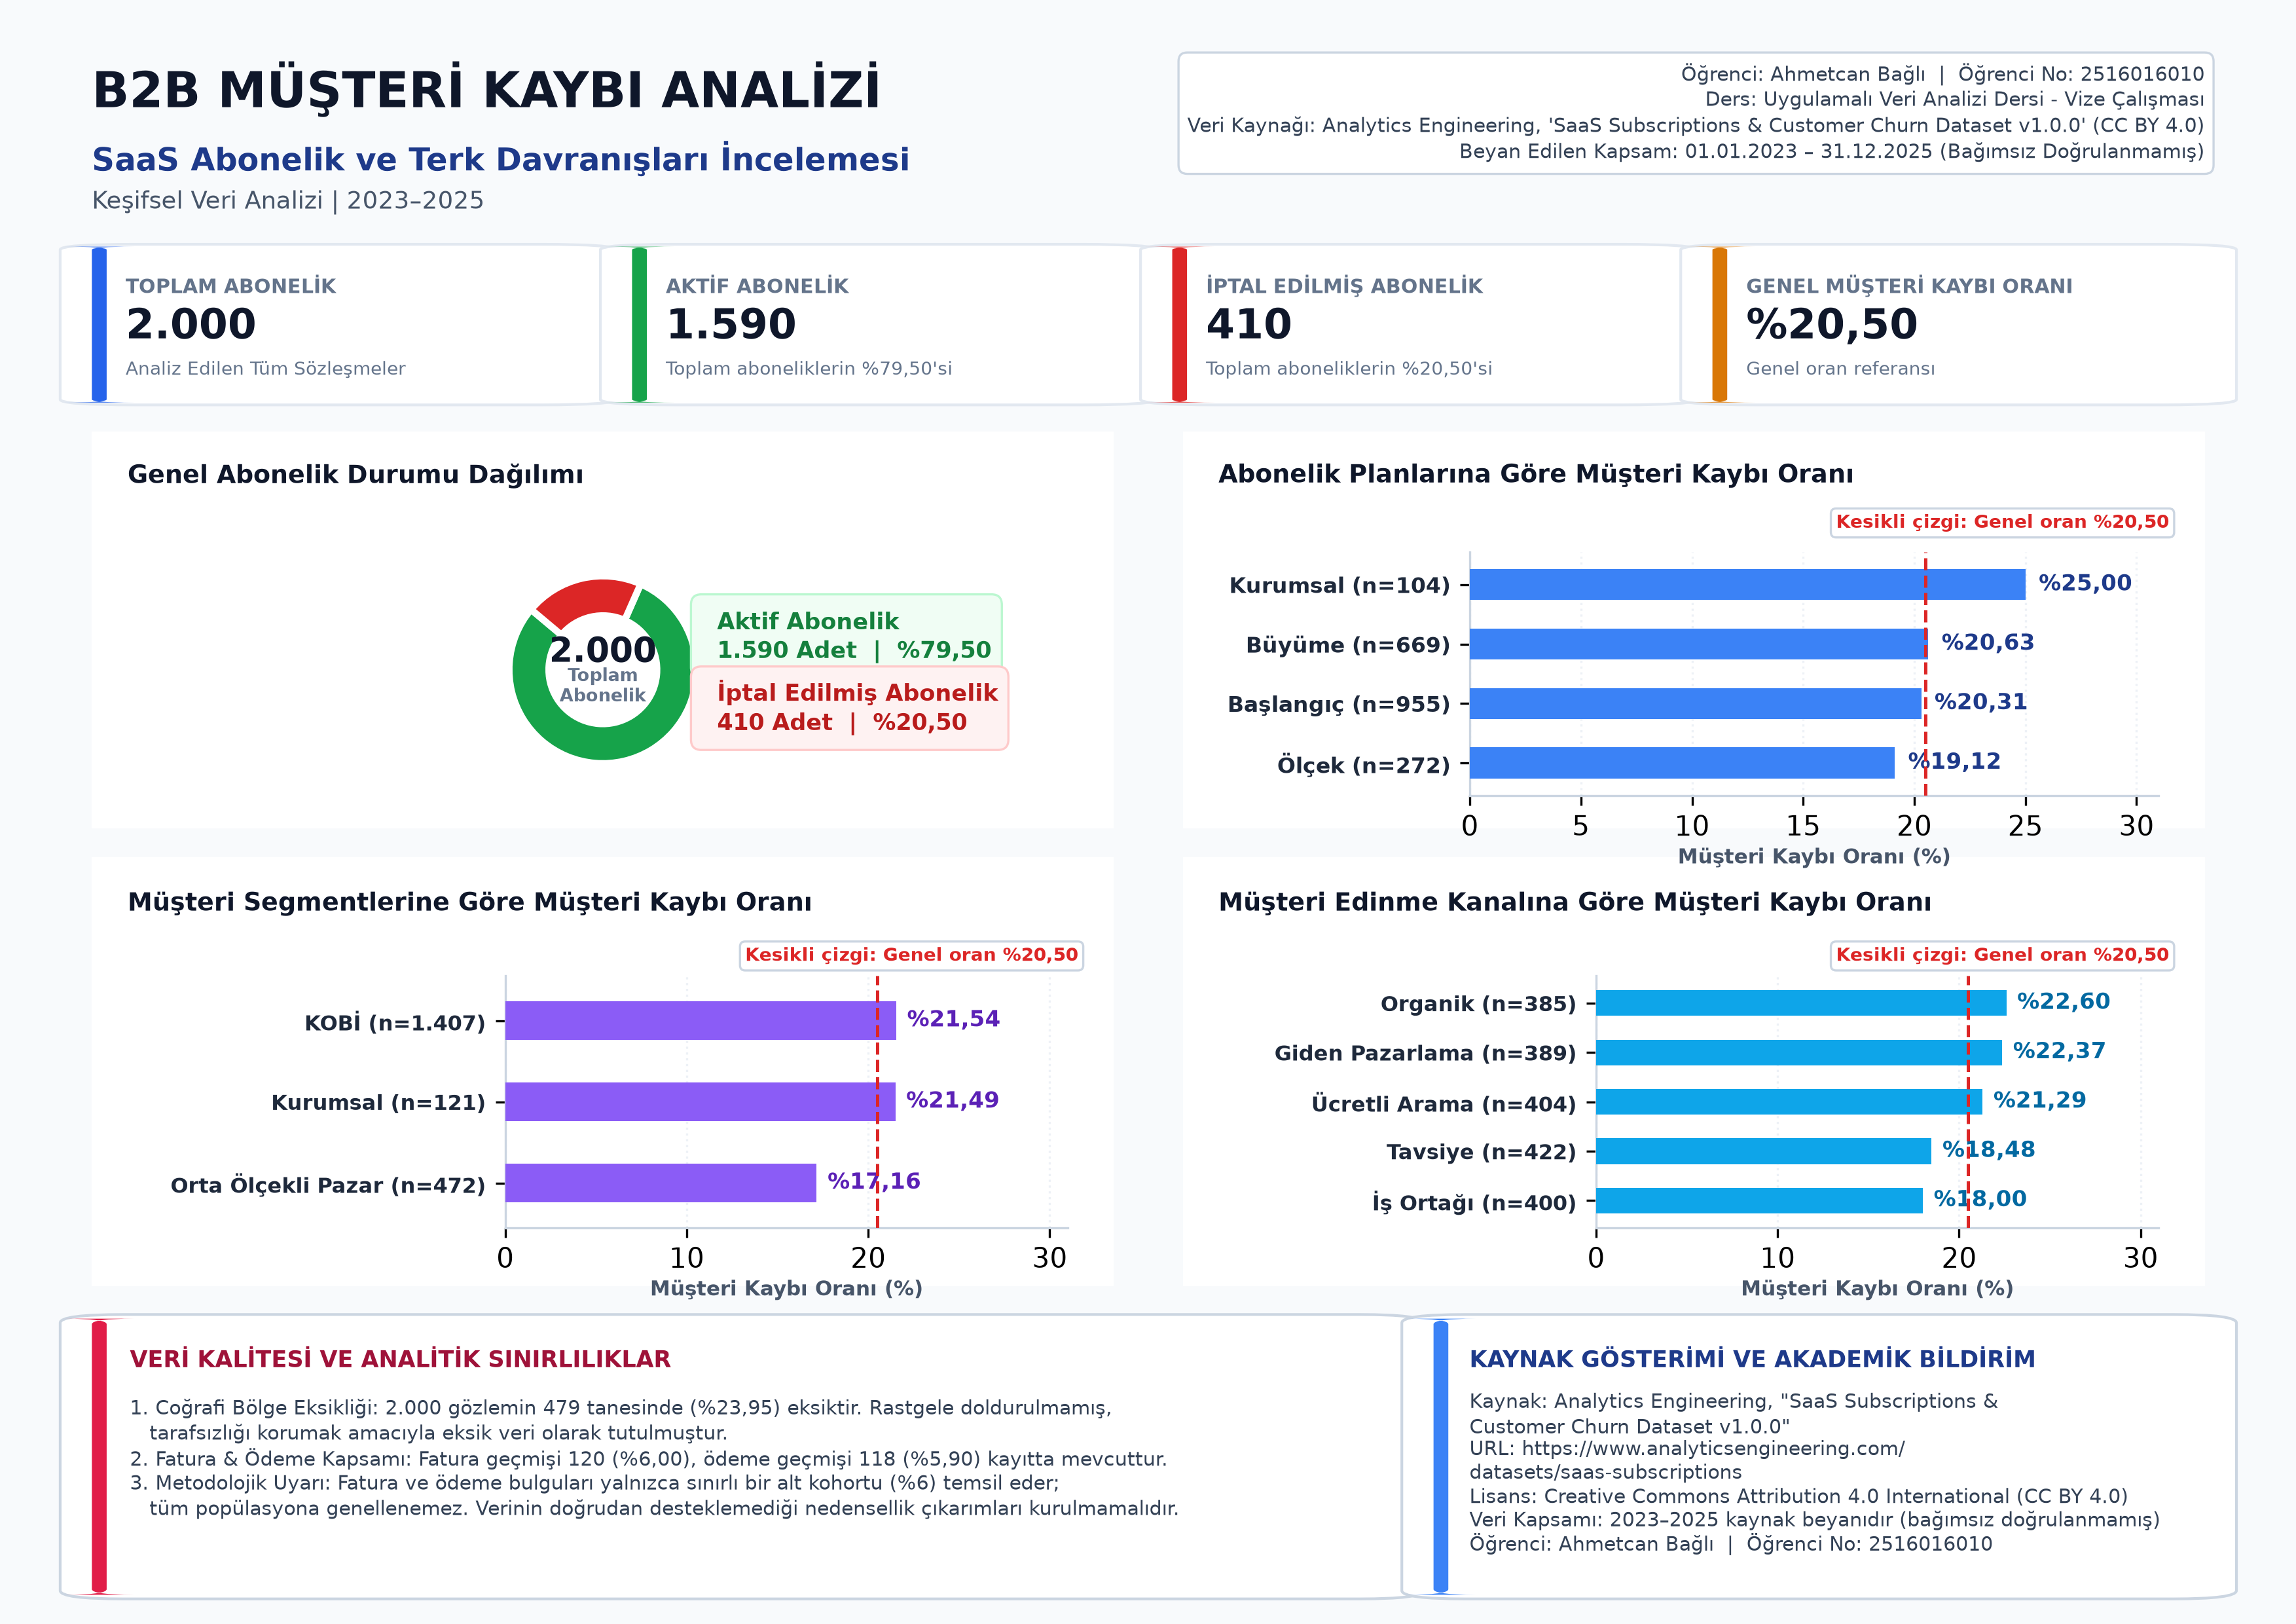 B2B MÜŞTERİ KAYBI ANALİZİ
SaaS Abonelik ve Terk Davranışları İncelemesi
Keşifsel Veri Analizi | 2023–2025
Öğrenci: Ahmetcan Bağlı | Öğrenci No: 2516016010
Ders: Uygulamalı Veri Analizi Dersi - Vize Çalışması
Veri Kaynağı: Analytics Engineering, 'SaaS Subscriptions & Customer Churn Dataset v1.0.0' (CC BY 4.0)
Beyan Edilen Kapsam: 01.01.2023 – 31.12.2025 (Bağımsız Doğrulanmamış)
TOPLAM ABONELİK
2.000
Analiz Edilen Tüm Sözleşmeler
AKTİF ABONELİK
1.590
Toplam aboneliklerin %79,50'si
İPTAL EDİLMİŞ ABONELİK
410
Toplam aboneliklerin %20,50'si
GENEL MÜŞTERİ KAYBI ORANI
%20,50
Genel oran referansı
Genel Abonelik Durumu Dağılımı
2.000
Toplam
Abonelik
Aktif Abonelik
1.590 Adet | %79,50
İptal Edilmiş Abonelik
410 Adet | %20,50
Abonelik Planlarına Göre Müşteri Kaybı Oranı
Kesikli çizgi: Genel oran %20,50
Kurumsal (n=104) %25,00
Büyüme (n=669) %20,63
Başlangıç (n=955) %20,31
Ölçek (n=272) %19,12
0 5 10 15 20 25 30
Müşteri Kaybı Oranı (%)
Müşteri Segmentlerine Göre Müşteri Kaybı Oranı
Kesikli çizgi: Genel oran %20,50
KOBİ (n=1.407) %21,54
Kurumsal (n=121) %21,49
Orta Ölçekli Pazar (n=472) %17,16
0 10 20 30
Müşteri Kaybı Oranı (%)
Müşteri Edinme Kanalına Göre Müşteri Kaybı Oranı
Kesikli çizgi: Genel oran %20,50
Organik (n=385) %22,60
Giden Pazarlama (n=389) %22,37
Ücretli Arama (n=404) %21,29
Tavsiye (n=422) %18,48
İş Ortağı (n=400) %18,00
0 10 20 30
Müşteri Kaybı Oranı (%)
VERİ KALİTESİ VE ANALİTİK SINIRLILIKLAR
1. Coğrafi Bölge Eksikliği: 2.000 gözlemin 479 tanesinde (%23,95) eksiktir. Rastgele doldurulmamış,
tarafsızlığı korumak amacıyla eksik veri olarak tutulmuştur.
2. Fatura & Ödeme Kapsamı: Fatura geçmişi 120 (%6,00), ödeme geçmişi 118 (%5,90) kayıtta mevcuttur.
3. Metodolojik Uyarı: Fatura ve ödeme bulguları yalnızca sınırlı bir alt kohortu (%6) temsil eder;
tüm popülasyona genellenemez. Verinin doğrudan desteklemediği nedensellik çıkarımları kurulmamalıdır.
KAYNAK GÖSTERİMİ VE AKADEMİK BİLDİRİM
Kaynak: Analytics Engineering, "SaaS Subscriptions &
Customer Churn Dataset v1.0.0"
URL: https://www.analyticsengineering.com/
datasets/saas-subscriptions
Lisans: Creative Commons Attribution 4.0 International (CC BY 4.0)
Veri Kapsamı: 2023–2025 kaynak beyanıdır (bağımsız doğrulanmamış)
Öğrenci: Ahmetcan Bağlı | Öğrenci No: 2516016010